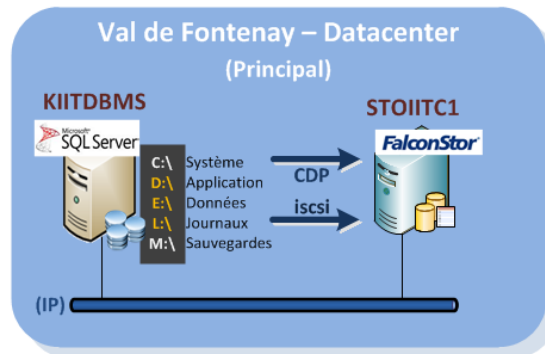 Val de Fontenay – Datacenter
(Principal)
KIITDBMS
STOIITC1
Microsoft®
SQL Server
FalconStor®
C:\ Système
D:\ Application
E:\ Données
L:\ Journaux
M:\ Sauvegardes
CDP
iscsi
(IP)